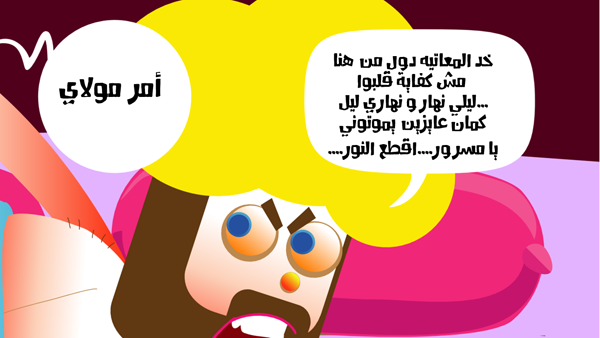 خد المعاتيه دول من هنا
مش كفاية قلبوا
ليلي نهار و نهاري ليل...
كمان عايزين يموتوني
يا مسرور....اقطع النور....
أمر مولاي